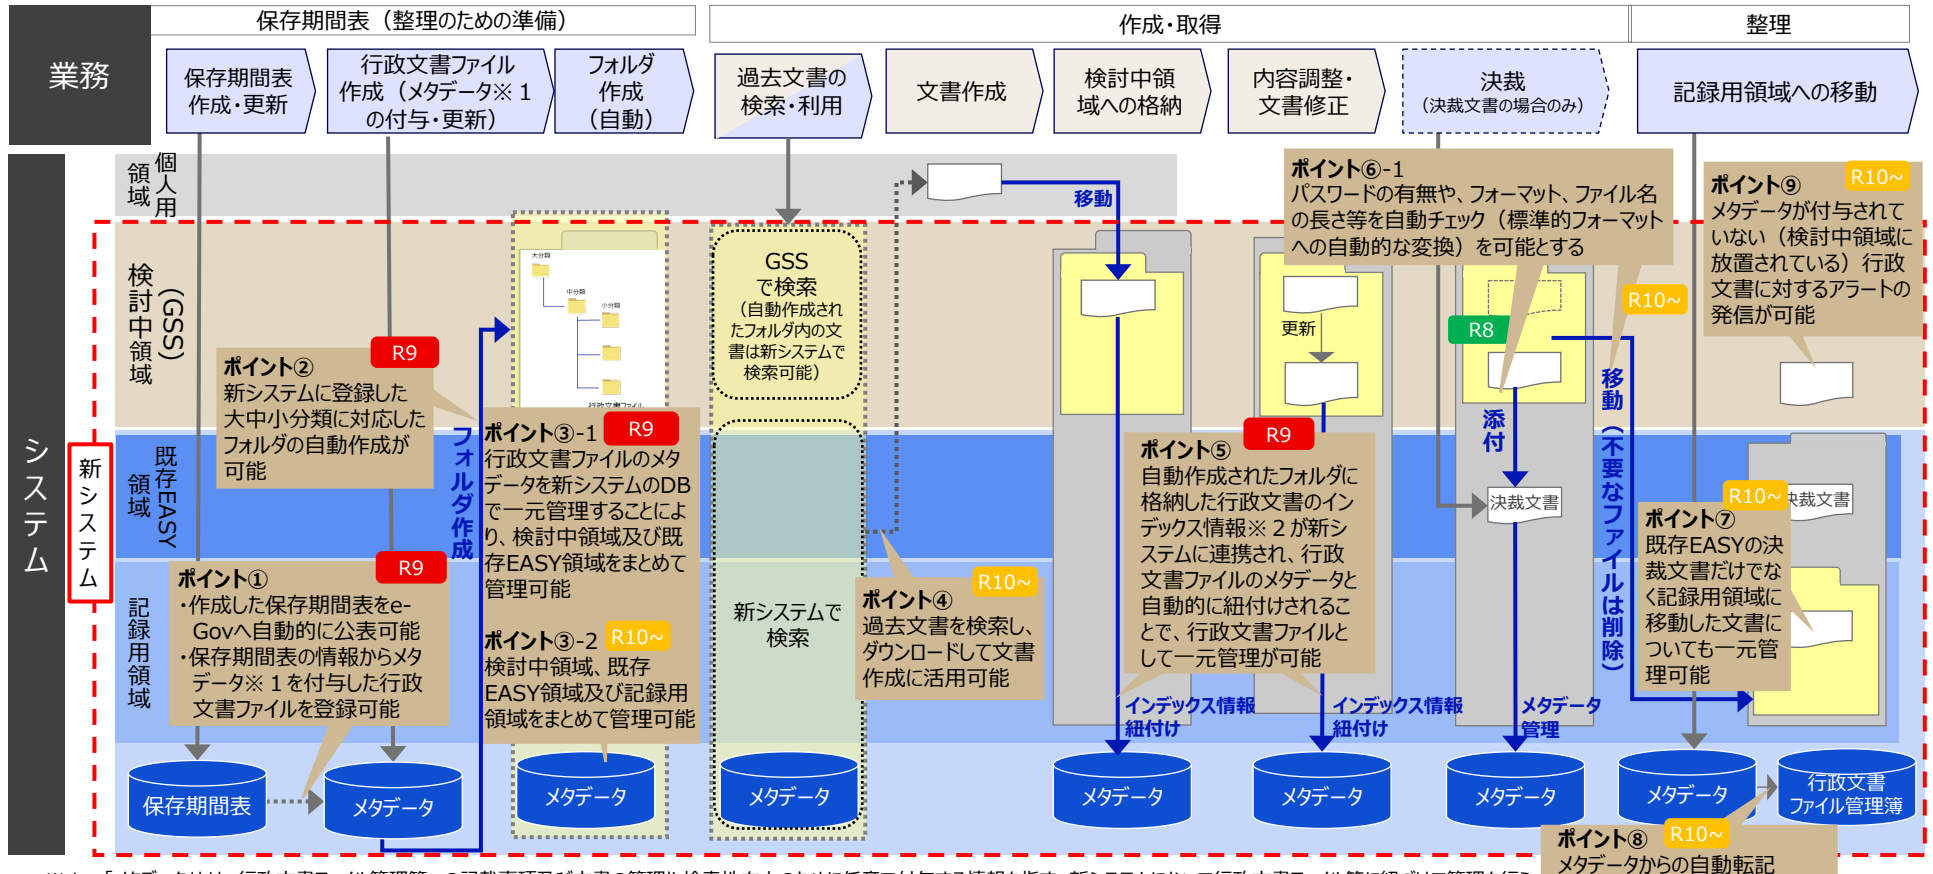 保存期間表（整理のための準備）
作成・取得
整理
業務
保存期間表
作成・更新
行政文書ファイル
作成（メタデータ※１
の付与・更新）
フォルダ
作成
（自動）
過去文書の
検索・利用
文書作成
検討中領
域への格納
内容調整・
文書修正
決裁
（決裁文書の場合のみ）
記録用領域への移動
システム
新システム
個人用
領域
検討中領域
（GSS）
既存EASY
領域
記録用領域
ポイント①
R9
・作成した保存期間表をe-
Govへ自動的に公表可能
・保存期間表の情報からメタ
データ※１を付与した行政
文書ファイルを登録可能
ポイント②
R9
新システムに登録した
大中小分類に対応した
フォルダの自動作成が
可能
フォルダ作成
大分類
中分類
小分類
行政文書ファイル
ポイント③-1
R9
行政文書ファイルのメタ
データを新システムのDB
で一元管理することによ
り、検討中領域及び既
存EASY領域をまとめて
管理可能
ポイント③-2
R10~
検討中領域、既存
EASY領域及び記録用
領域をまとめて管理可能
GSS
で検索
（自動作成され
たフォルダ内の文
書は新システムで
検索可能）
新システムで
検索
ポイント④
R10~
過去文書を検索し、
ダウンロードして文書
作成に活用可能
移動
更新
ポイント⑤
R9
自動作成されたフォルダに
格納した行政文書のイン
デックス情報※２が新シ
ステムに連携され、行政
文書ファイルのメタデータと
自動的に紐付けされるこ
とで、行政文書ファイルと
して一元管理が可能
インデックス情報
紐付け
インデックス情報
紐付け
ポイント⑥-1
パスワードの有無や、フォーマット、ファイル名
の長さ等を自動チェック（標準的フォーマット
への自動的な変換）を可能とする
R8
R10~
添付
決裁文書
メタデータ
管理
移動（不要なファイルは削除）
ポイント⑦
R10~
既存EASYの決
裁文書だけでな
く記録用領域に
移動した文書に
ついても一元管
理可能
決裁文書
ポイント⑨
R10~
メタデータが付与されて
いない（検討中領域に
放置されている）行政
文書に対するアラートの
発信が可能
保存期間表
メタデータ
メタデータ
メタデータ
メタデータ
メタデータ
メタデータ
メタデータ
行政文書
ファイル管理簿
ポイント⑧
R10~
メタデータからの自動転記